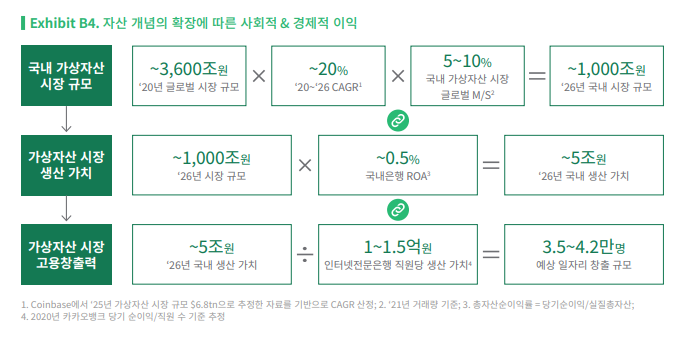 Exhibit B4. 자산 개념의 확장에 따른 사회적 & 경제적 이익
국내 가상자산
시장 규모
~3,600조원
‘20년 글로벌 시장 규모
×
~20%
‘20~‘26 CAGR¹
×
5~10%
국내 가상자산 시장
글로벌 M/S²
=
~1,000조원
‘26년 국내 시장 규모
가상자산 시장
생산 가치
~1,000조원
‘26년 시장 규모
×
~0.5%
국내은행 ROA³
=
~5조원
‘26년 국내 생산 가치
가상자산 시장
고용창출력
~5조원
‘26년 국내 생산 가치
÷
1~1.5억원
인터넷전문은행 직원당 생산 가치⁴
=
3.5~4.2만명
예상 일자리 창출 규모
1. Coinbase에서 ‘25년 가상자산 시장 규모 $6.8tn으로 추정한 자료를 기반으로 CAGR 산정; 2. ‘21년 거래량 기준; 3. 총자산순이익률 = 당기순이익/실질총자산;
4. 2020년 카카오뱅크 당기 순이익/직원 수 기준 추정